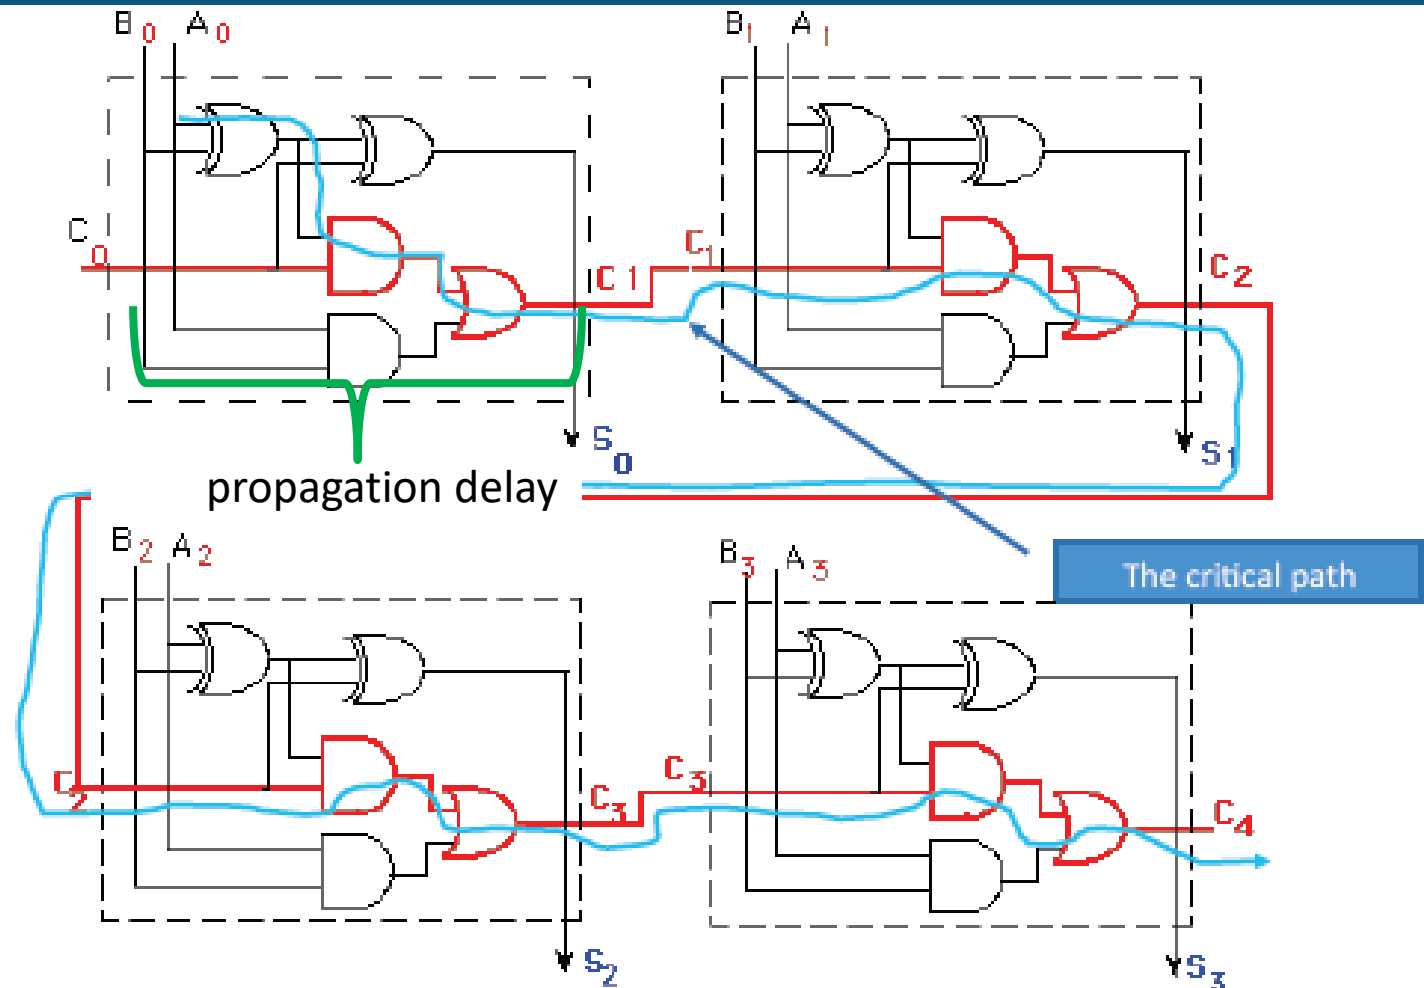 B0 A0
B1 A1
C0
C1
C1
C2
S0
S1
propagation delay
B2 A2
B3 A3
The critical path
C2
C3
C3
C4
S2
S3